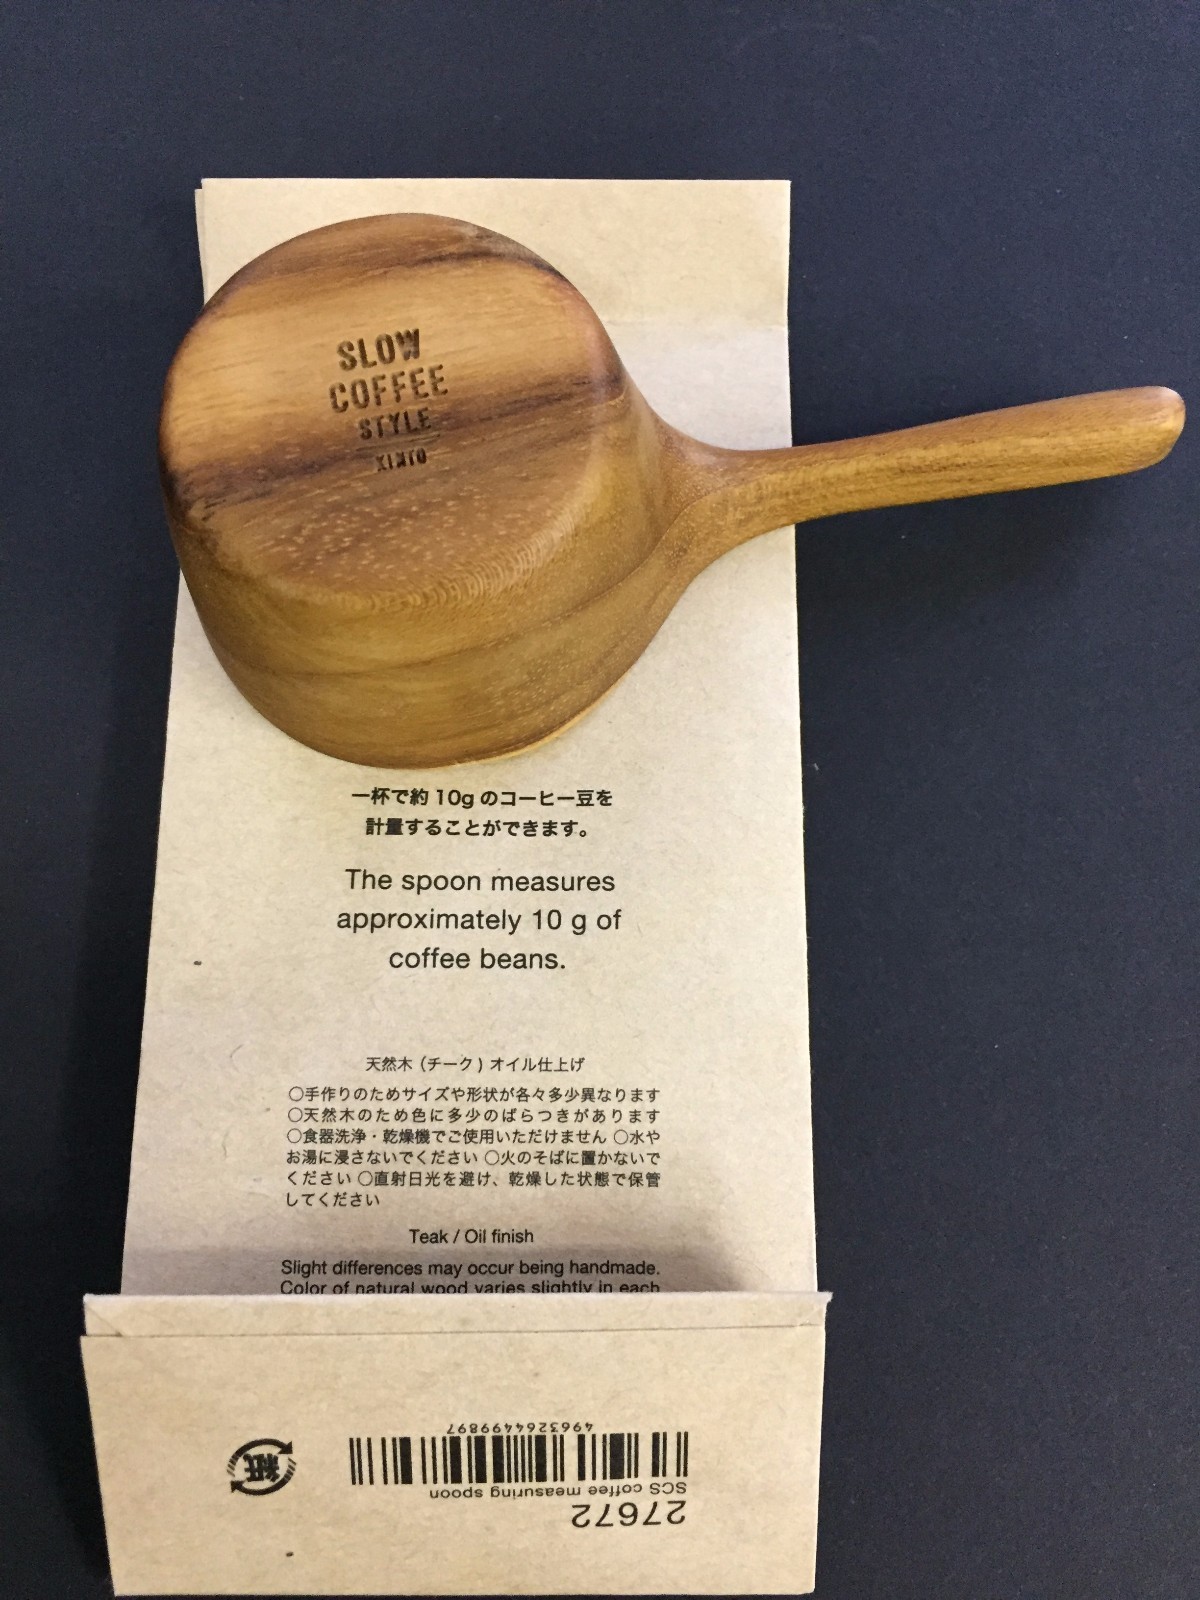 SLOW
COFFEE
STYLE
KINTO
一杯で約 10g のコーヒー豆を
計量することができます。
The spoon measures
approximately 10 g of
coffee beans.
天然木（チーク）オイル仕上げ
○手作りのためサイズや形状が各々多少異なります
○天然木のため色に多少のばらつきがあります
○食器洗浄・乾燥機でご使用いただけません ○水や
お湯に浸さないでください ○火のそばに置かないで
ください ○直射日光を避け、乾燥した状態で保管
してください
Teak / Oil finish
Slight differences may occur being handmade.
Color of natural wood varies slightly in each
27672
SCS coffee measuring spoon
4963264499897
紙